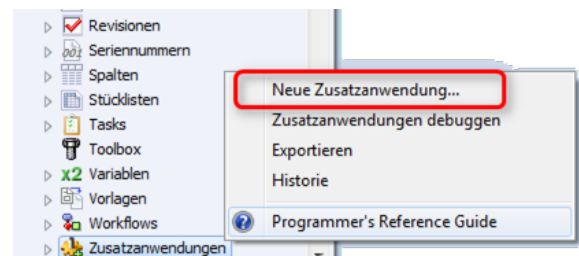 Revisionen
Seriennummern
Spalten
Stücklisten
Tasks
Toolbox
Variablen
Vorlagen
Workflows
Zusatzanwendungen
Neue Zusatzanwendung...
Zusatzanwendungen debuggen
Exportieren
Historie
Programmer's Reference Guide